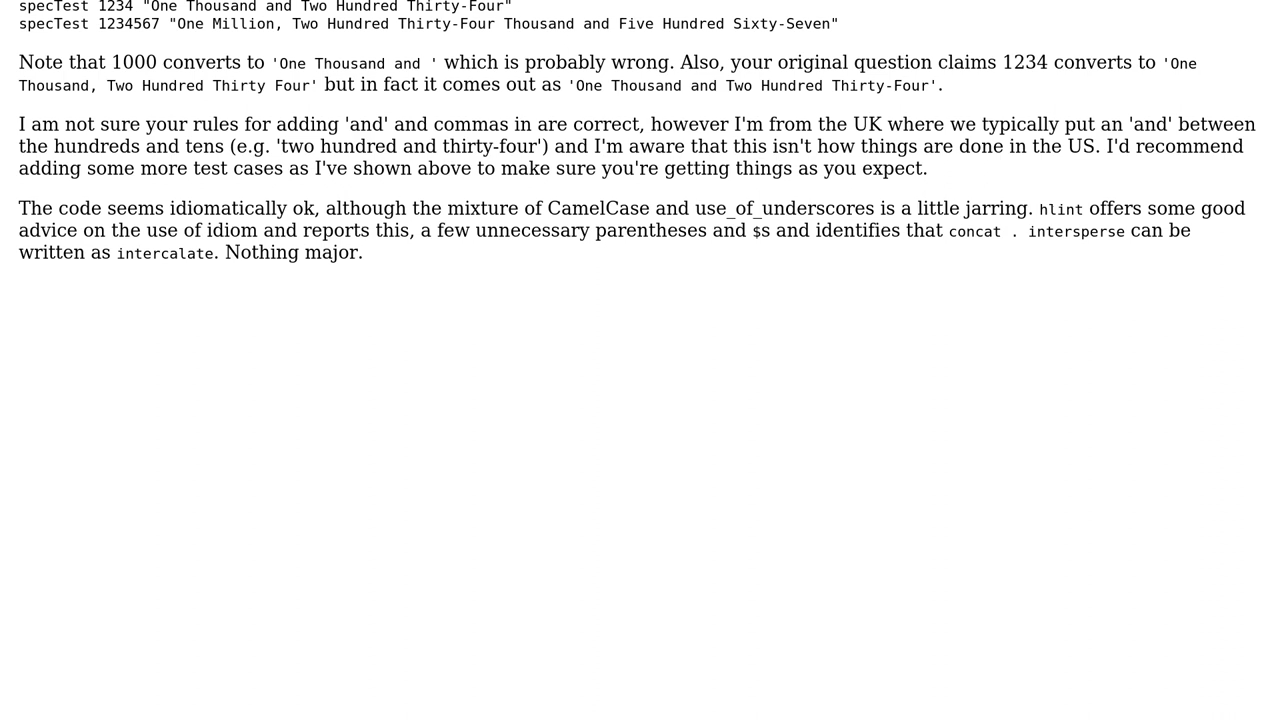 specTest 1234 "One Thousand and Two Hundred Thirty-Four"
specTest 1234567 "One Million, Two Hundred Thirty-Four Thousand and Five Hundred Sixty-Seven"
Note that 1000 converts to 'One Thousand and ' which is probably wrong. Also, your original question claims 1234 converts to 'One
Thousand, Two Hundred Thirty Four' but in fact it comes out as 'One Thousand and Two Hundred Thirty-Four'.
I am not sure your rules for adding 'and' and commas in are correct, however I'm from the UK where we typically put an 'and' between
the hundreds and tens (e.g. 'two hundred and thirty-four') and I'm aware that this isn't how things are done in the US. I'd recommend
adding some more test cases as I've shown above to make sure you're getting things as you expect.
The code seems idiomatically ok, although the mixture of CamelCase and use_of_underscores is a little jarring. hlint offers some good
advice on the use of idiom and reports this, a few unnecessary parentheses and $s and identifies that concat . intersperse can be
written as intercalate. Nothing major.